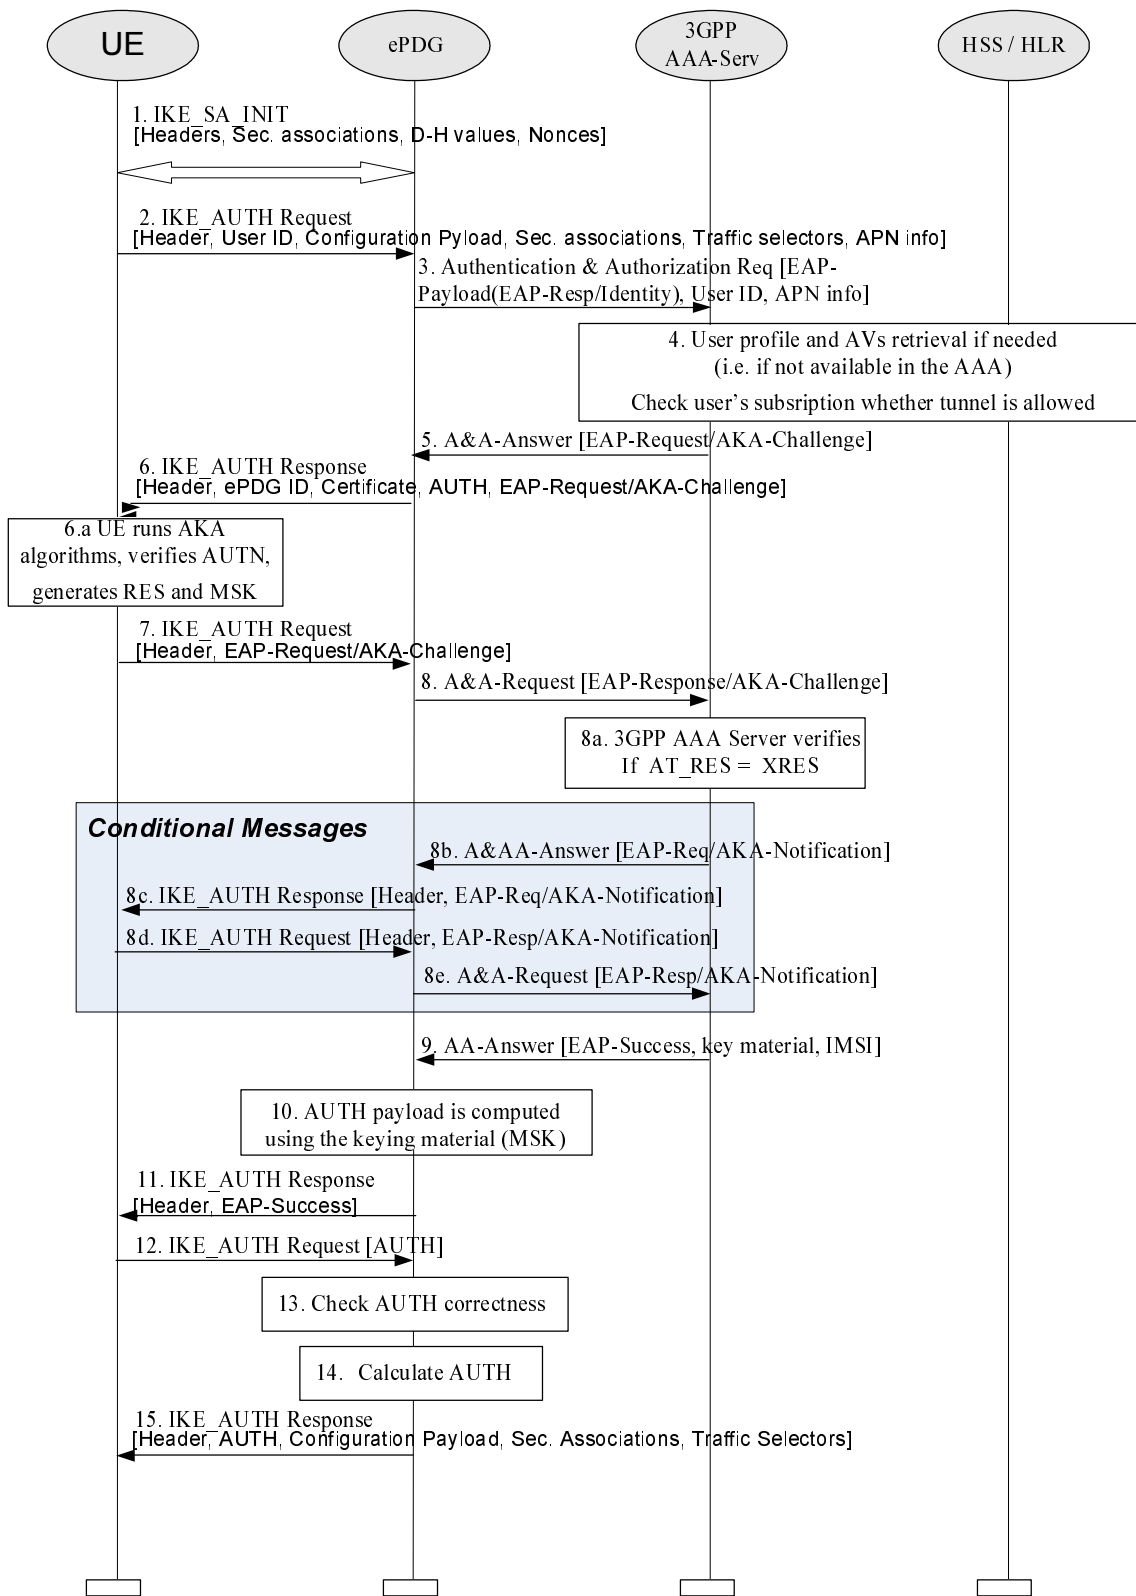 UE
ePDG
3GPP
AAA-Serv
HSS / HLR
1. IKE_SA_INIT
[Headers, Sec. associations, D-H values, Nonces]
2. IKE_AUTH Request
[Header, User ID, Configuration Pyload, Sec. associations, Traffic selectors, APN info]
3. Authentication & Authorization Req [EAP-
Payload(EAP-Resp/Identity), User ID, APN info]
4. User profile and AVs retrieval if needed
(i.e. if not available in the AAA)
Check user’s subsription whether tunnel is allowed
5. A&A-Answer [EAP-Request/AKA-Challenge]
6. IKE_AUTH Response
[Header, ePDG ID, Certificate, AUTH, EAP-Request/AKA-Challenge]
6.a UE runs AKA
algorithms, verifies AUTN,
generates RES and MSK
7. IKE_AUTH Request
[Header, EAP-Request/AKA-Challenge]
8. A&A-Request [EAP-Response/AKA-Challenge]
8a. 3GPP AAA Server verifies
If AT_RES = XRES
Conditional Messages
8b. A&AA-Answer [EAP-Req/AKA-Notification]
8c. IKE_AUTH Response [Header, EAP-Req/AKA-Notification]
8d. IKE_AUTH Request [Header, EAP-Resp/AKA-Notification]
8e. A&A-Request [EAP-Resp/AKA-Notification]
9. AA-Answer [EAP-Success, key material, IMSI]
10. AUTH payload is computed
using the keying material (MSK)
11. IKE_AUTH Response
[Header, EAP-Success]
12. IKE_AUTH Request [AUTH]
13. Check AUTH correctness
14. Calculate AUTH
15. IKE_AUTH Response
[Header, AUTH, Configuration Payload, Sec. Associations, Traffic Selectors]